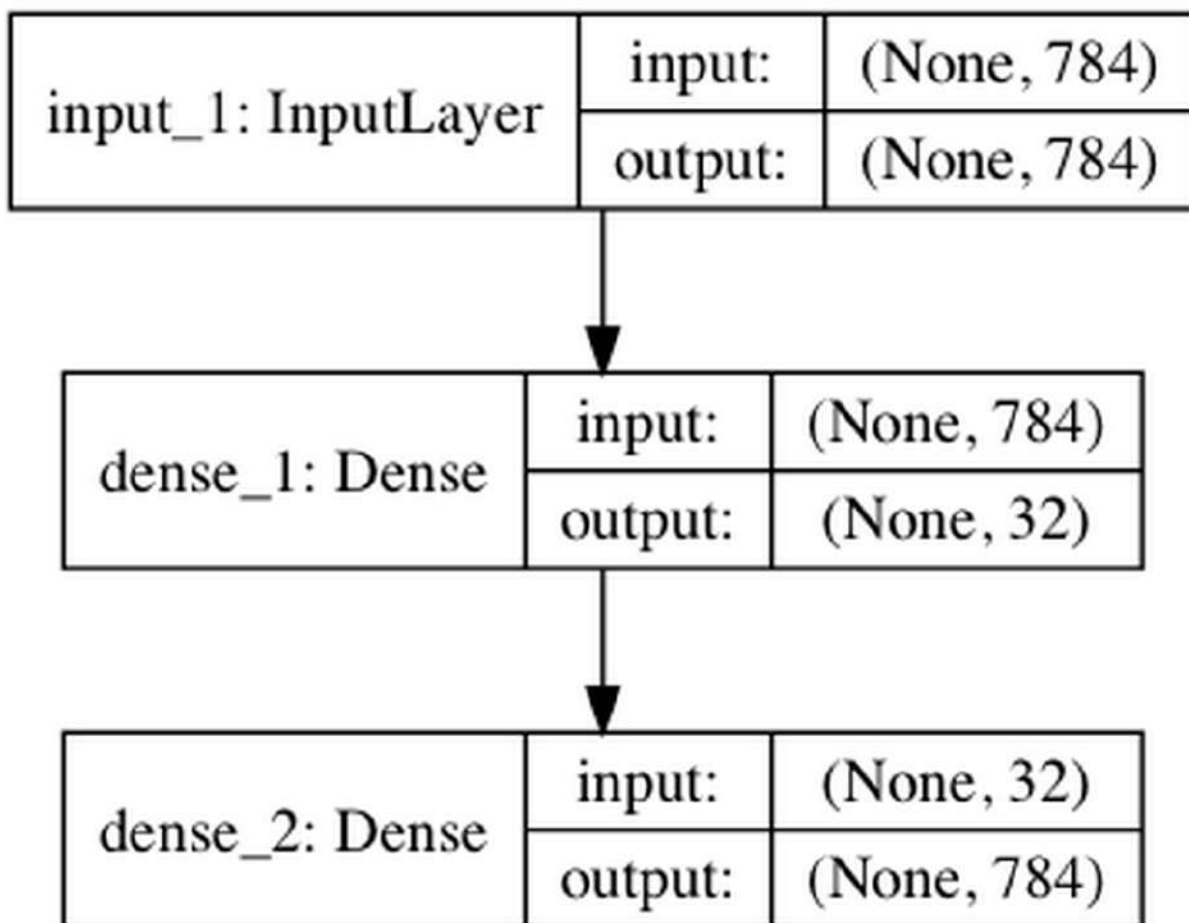 input_1: InputLayer
input: (None, 784)
output: (None, 784)
dense_1: Dense
input: (None, 784)
output: (None, 32)
dense_2: Dense
input: (None, 32)
output: (None, 784)